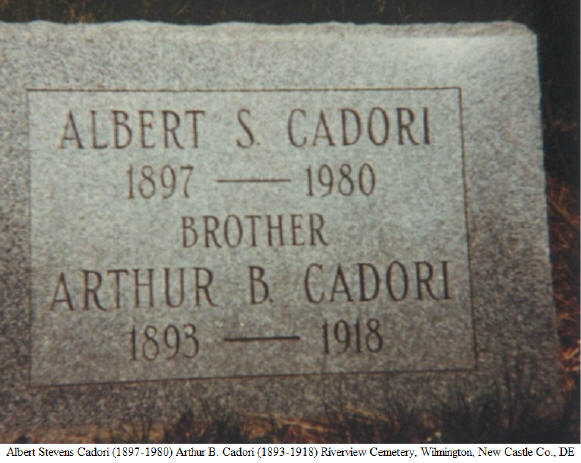 ALBERT S. CADORI
1897 — 1980
BROTHER
ARTHUR B. CADORI
1893 — 1918
Albert Stevens Cadori (1897-1980) Arthur B. Cadori (1893-1918) Riverview Cemetery, Wilmington, New Castle Co., DE